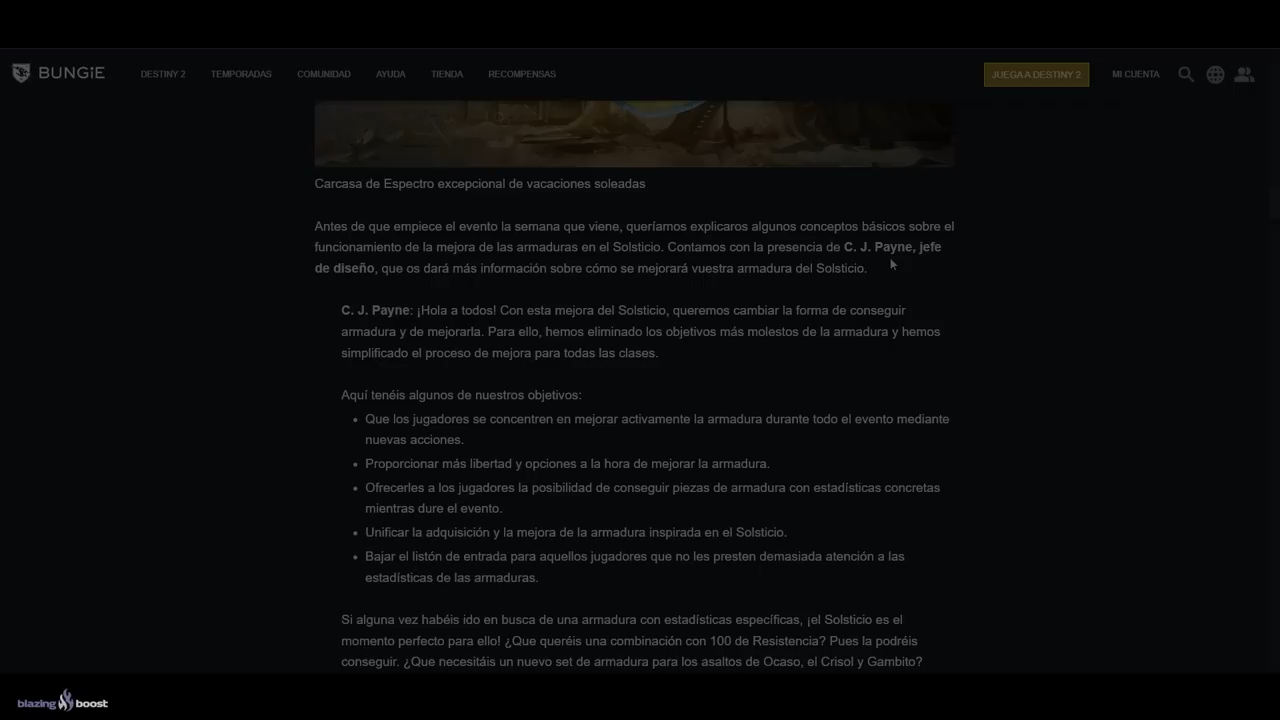 BUNGiE DESTINY 2 TEMPORADAS COMUNIDAD AYUDA TIENDA RECOMPENSAS JUEGA A DESTINY 2 MI CUENTA
Carcasa de Espectro excepcional de vacaciones soleadas
Antes de que empiece el evento la semana que viene, queríamos explicaros algunos conceptos básicos sobre el
funcionamiento de la mejora de las armaduras en el Solsticio. Contamos con la presencia de C. J. Payne, jefe
de diseño, que os dará más información sobre cómo se mejorará vuestra armadura del Solsticio.
C. J. Payne: ¡Hola a todos! Con esta mejora del Solsticio, queremos cambiar la forma de conseguir
armadura y de mejorarla. Para ello, hemos eliminado los objetivos más molestos de la armadura y hemos
simplificado el proceso de mejora para todas las clases.
Aquí tenéis algunos de nuestros objetivos:
• Que los jugadores se concentren en mejorar activamente la armadura durante todo el evento mediante
nuevas acciones.
• Proporcionar más libertad y opciones a la hora de mejorar la armadura.
• Ofrecerles a los jugadores la posibilidad de conseguir piezas de armadura con estadísticas concretas
mientras dure el evento.
• Unificar la adquisición y la mejora de la armadura inspirada en el Solsticio.
• Bajar el listón de entrada para aquellos jugadores que no les presten demasiada atención a las
estadísticas de las armaduras.
Si alguna vez habéis ido en busca de una armadura con estadísticas específicas, ¡el Solsticio es el
momento perfecto para ello! ¿Que queréis una combinación con 100 de Resistencia? Pues la podréis
conseguir. ¿Que necesitáis un nuevo set de armadura para los asaltos de Ocaso, el Crisol y Gambito?
blazing boost